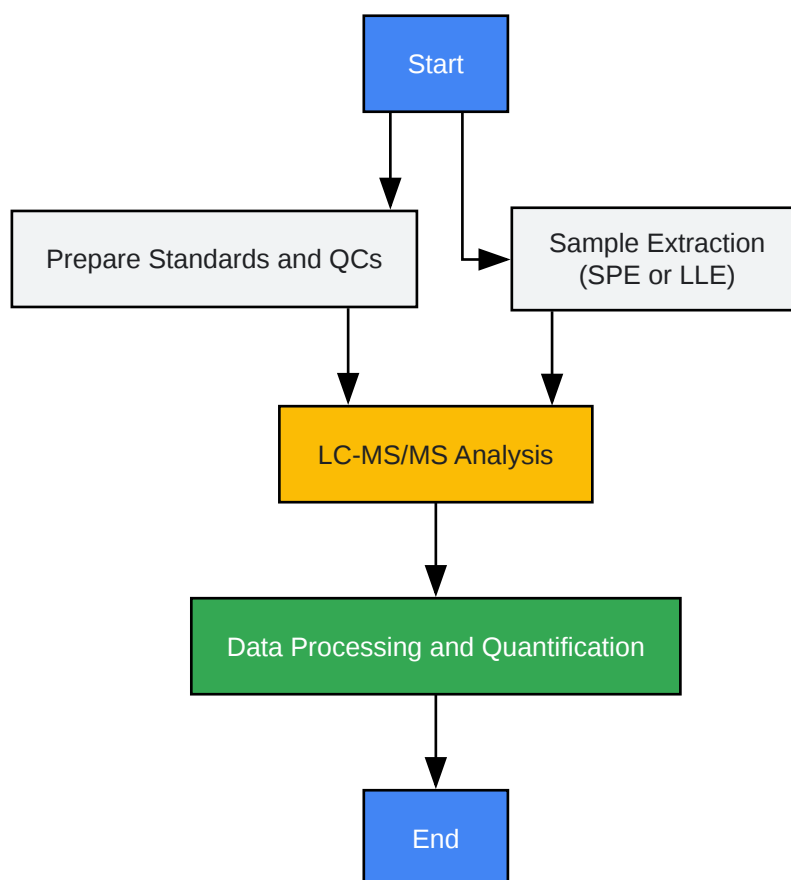 Start
Prepare Standards and QCs
Sample Extraction
(SPE or LLE)
LC-MS/MS Analysis
Data Processing and Quantification
End